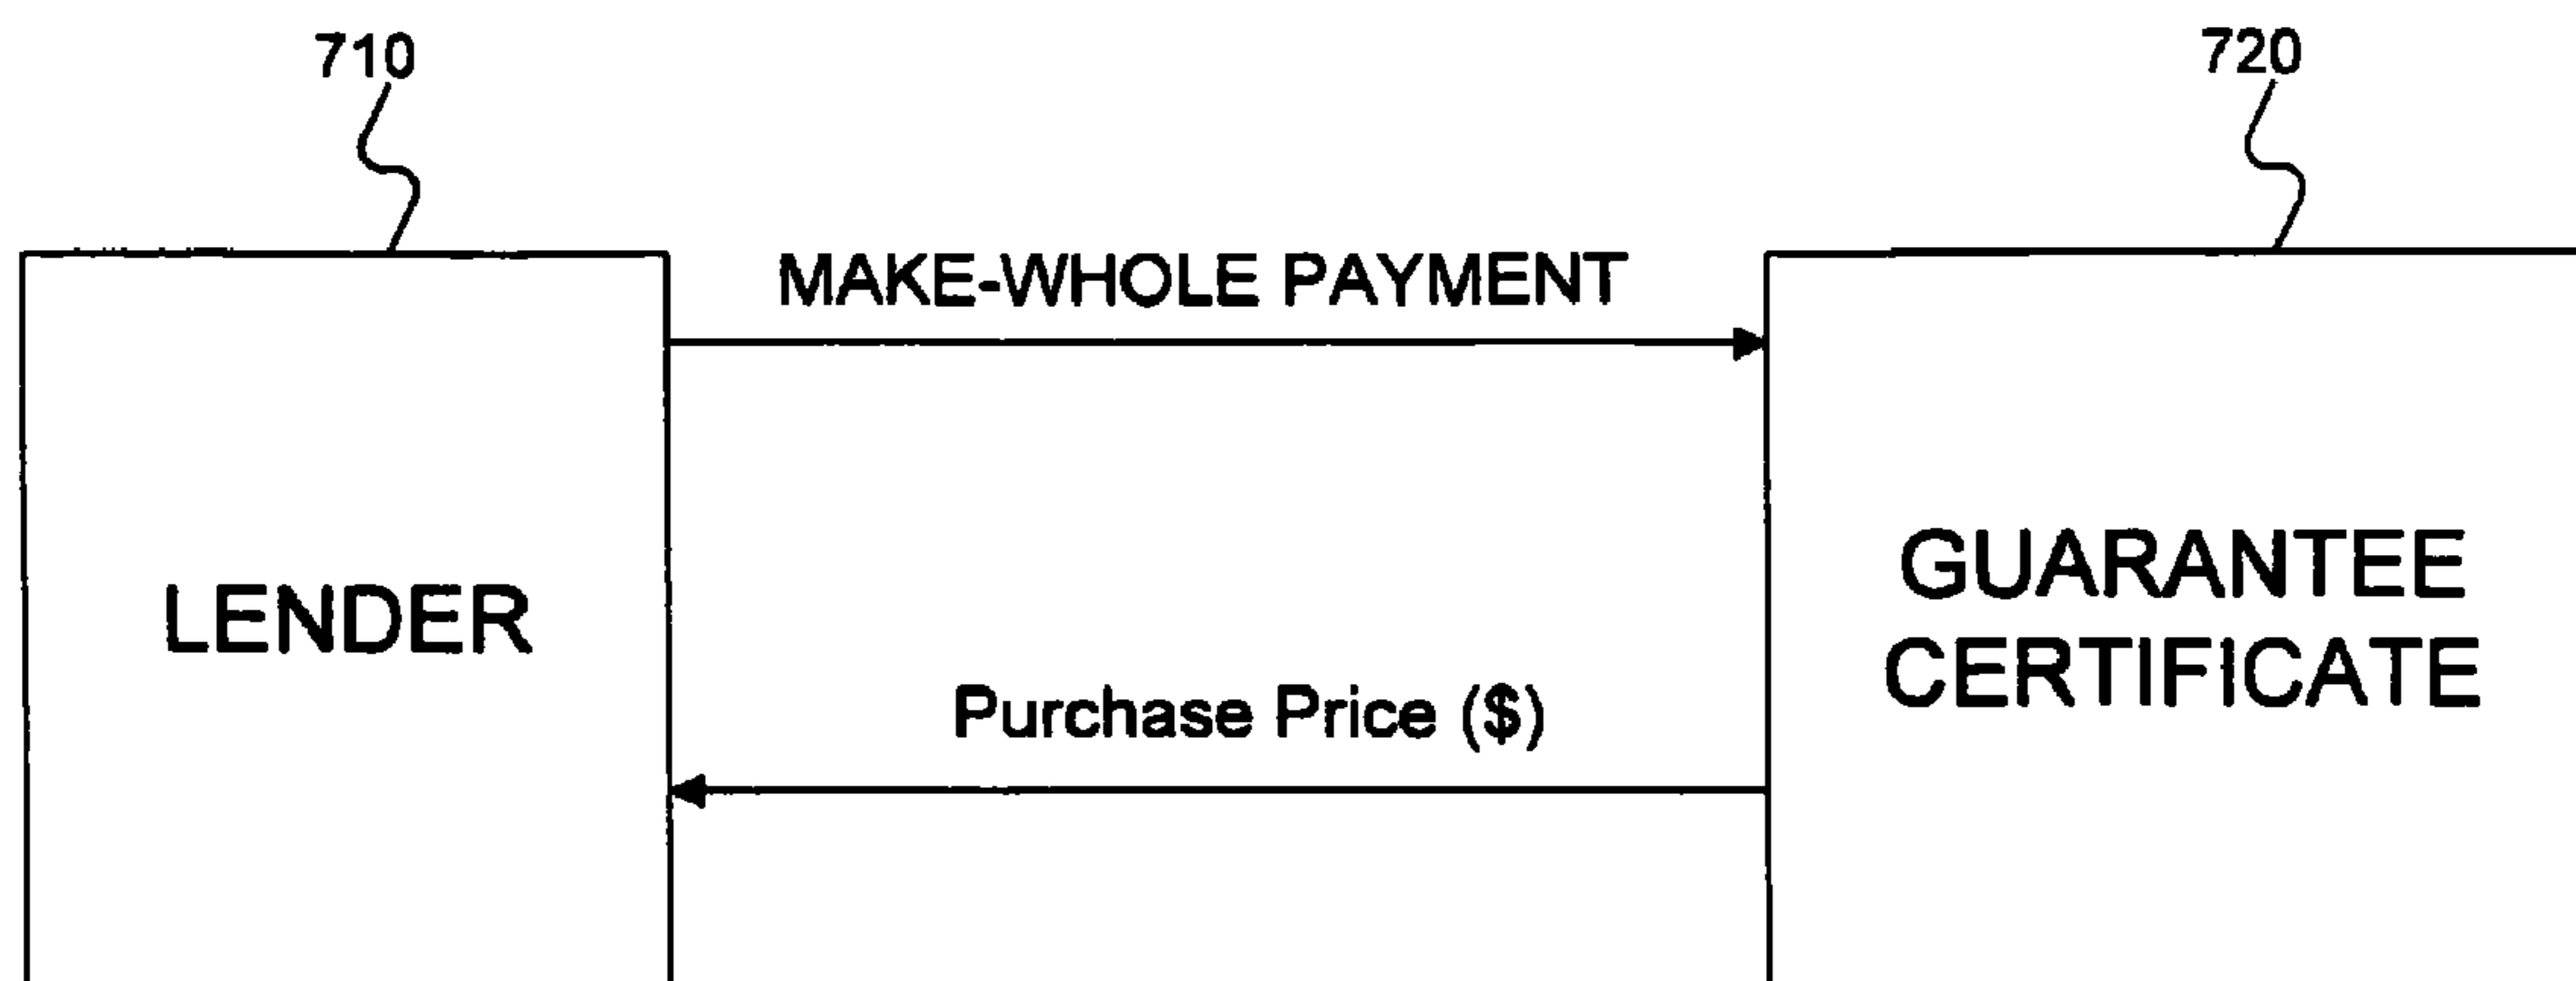 710
720
MAKE-WHOLE PAYMENT
LENDER
GUARANTEE
CERTIFICATE
Purchase Price ($)